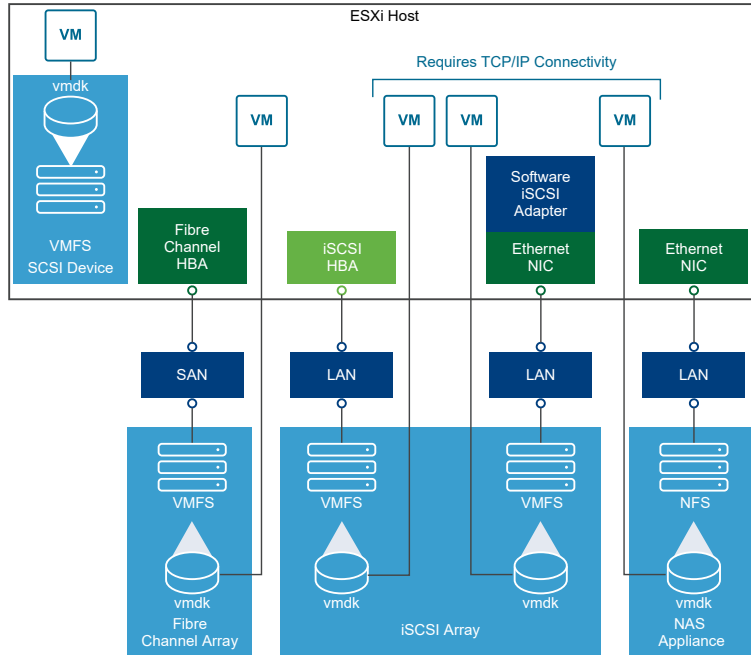 ESXi Host
VM
Requires TCP/IP Connectivity
vmdk
VM
VM
VM
VM
VMFS
SCSI Device
Fibre
Channel
HBA
iSCSI
HBA
Software
iSCSI
Adapter
Ethernet
NIC
Ethernet
NIC
SAN
LAN
LAN
LAN
VMFS
VMFS
VMFS
NFS
vmdk
vmdk
vmdk
vmdk
Fibre
Channel Array
iSCSI Array
NAS
Appliance